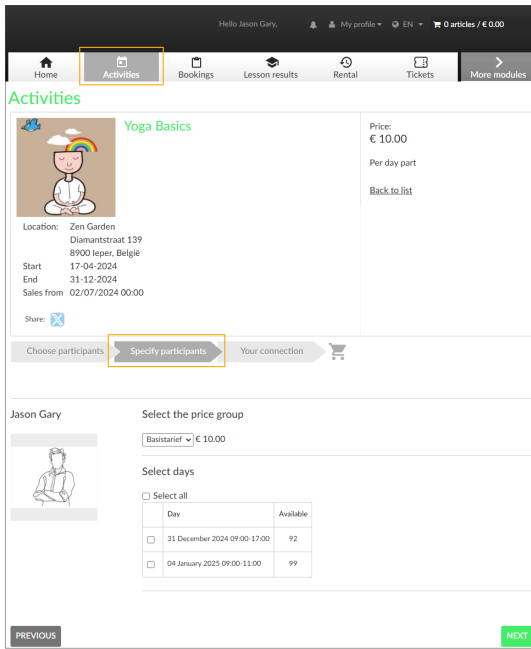 Hello Jason Gary, My profile EN 0 articles / € 0.00
Home Activities Bookings Lesson results Rental Tickets More modules
Activities
Yoga Basics
Price:
€ 10.00
Per day part
Back to list
Location: Zen Garden
Diamantstraat 139
8900 Ieper, België
Start 17-04-2024
End 31-12-2024
Sales from 02/07/2024 00:00
Share:
Choose participants Specify participants Your connection
Jason Gary
Select the price group
Basistarief € 10.00
Select days
Select all
Day Available
31 December 2024 09:00-17:00 92
04 January 2025 09:00-11:00 99
PREVIOUS NEXT